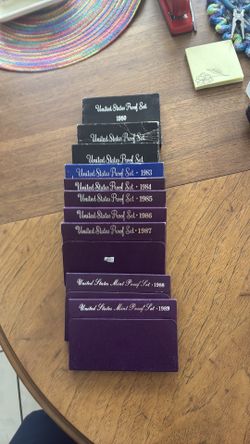 United States Proof Set
1980
United States Proof Set
United States Proof Set
United States Proof Set - 1983
United States Proof Set - 1984
United States Proof Set - 1985
United States Proof Set - 1986
United States Proof Set - 1987
United States Mint Proof Set - 1988
United States Mint Proof Set - 1989